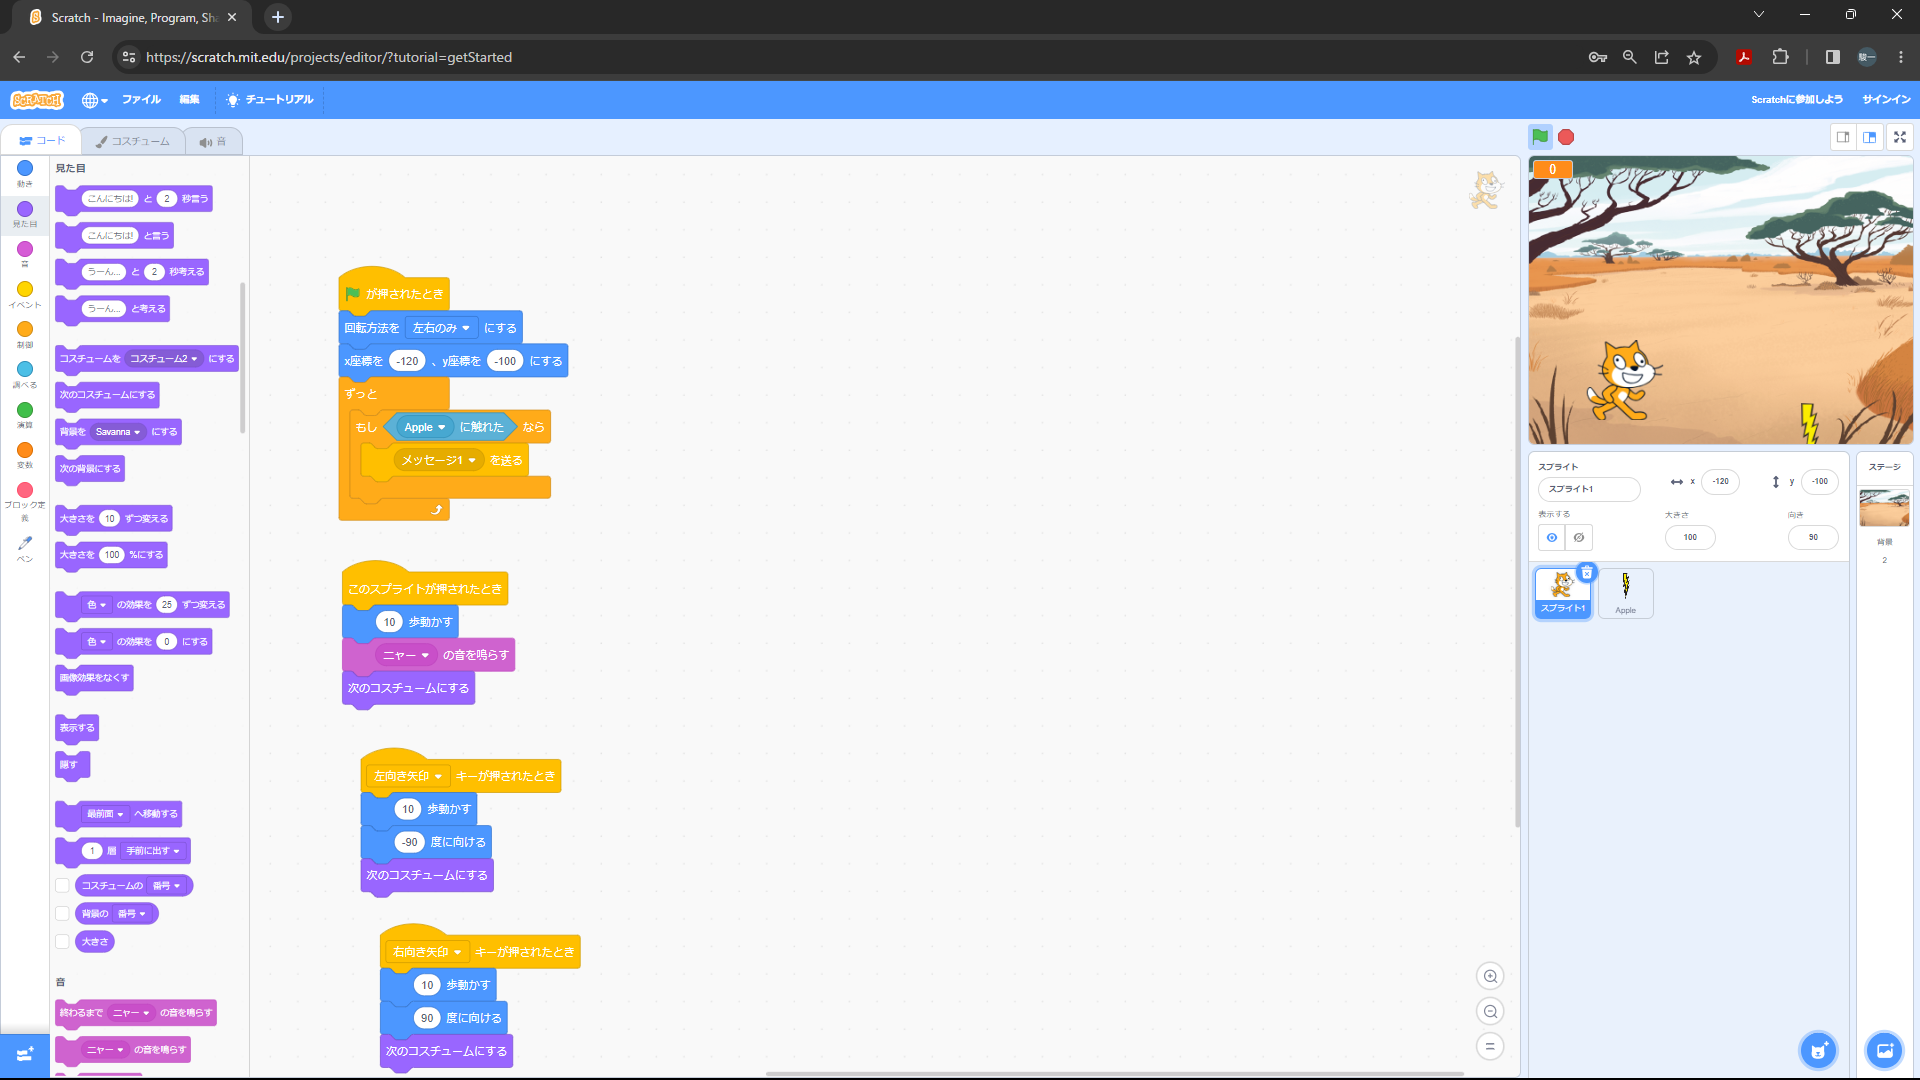 Scratch - Imagine, Program, Sh
https://scratch.mit.edu/projects/editor/?tutorial=getStarted
駿一
SCRATCH
ファイル
編集
チュートリアル
Scratchに参加しよう
サインイン
コード
コスチューム
音
動き
見た目
音
イベント
制御
調べる
演算
変数
ブロック定義
ペン
見た目
こんにちは! と 2 秒言う
こんにちは! と言う
うーん... と 2 秒考える
うーん... と考える
コスチュームを コスチューム2 にする
次のコスチュームにする
背景を Savanna にする
次の背景にする
大きさを 10 ずつ変える
大きさを 100 %にする
色 の効果を 25 ずつ変える
色 の効果を 0 にする
画像効果をなくす
表示する
隠す
最前面 へ移動する
1 層 手前に出す
コスチュームの 番号
背景の 番号
大きさ
音
終わるまで ニャー の音を鳴らす
ニャー の音を鳴らす
が押されたとき
回転方法を 左右のみ にする
x座標を -120 、y座標を -100 にする
ずっと
もし Apple に触れた なら
メッセージ1 を送る
このスプライトが押されたとき
10 歩動かす
ニャー の音を鳴らす
次のコスチュームにする
左向き矢印 キーが押されたとき
10 歩動かす
-90 度に向ける
次のコスチュームにする
右向き矢印 キーが押されたとき
10 歩動かす
90 度に向ける
次のコスチュームにする
0
スプライト
スプライト1
x -120
y -100
表示する
大きさ
100
向き
90
スプライト1
Apple
ステージ
背景
2